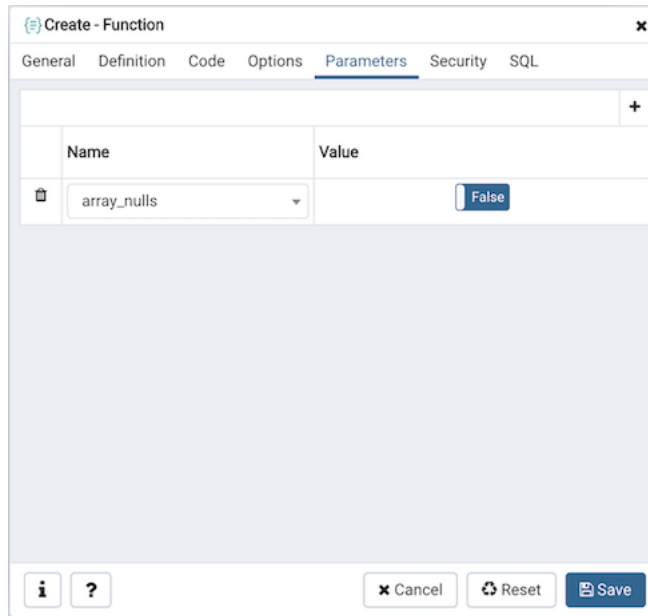 Create - Function
General Definition Code Options Parameters Security SQL
Name Value
array_nulls False
i ? Cancel Reset Save